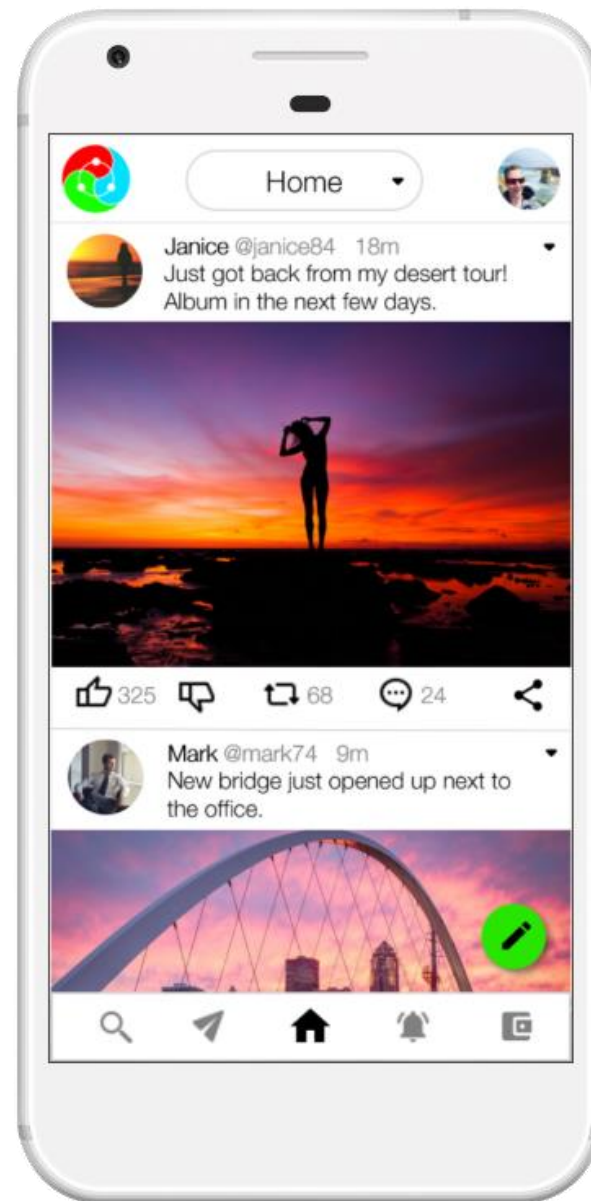 Home
Janice @janice84 18m
Just got back from my desert tour!
Album in the next few days.
325 68 24
Mark @mark74 9m
New bridge just opened up next to
the office.